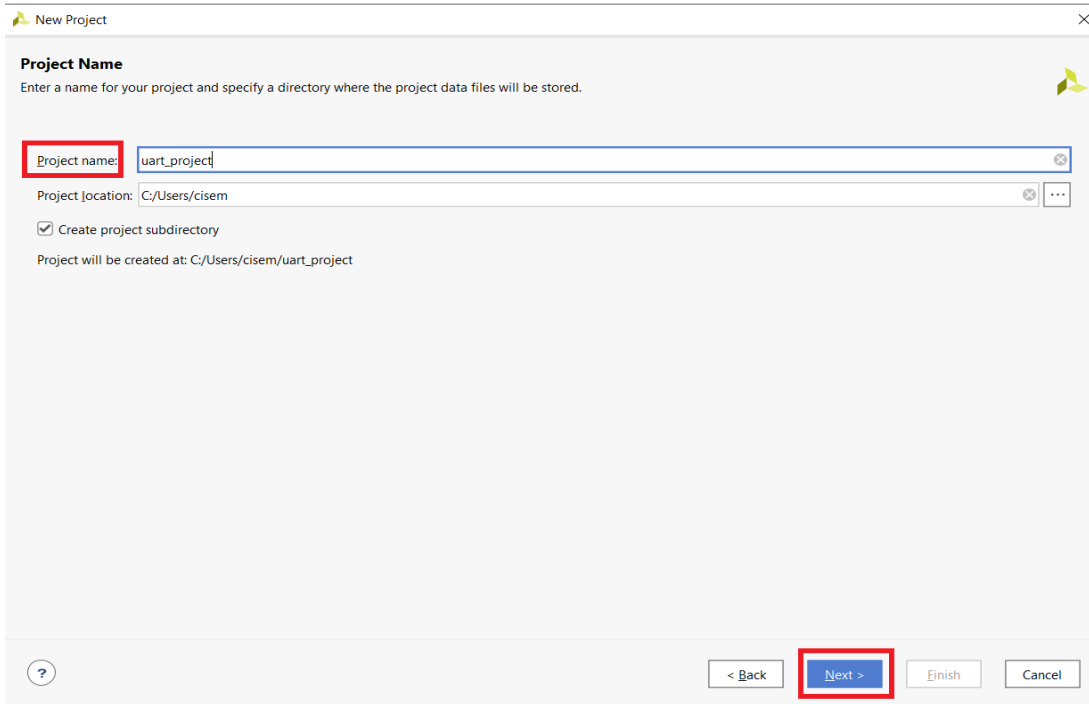 New Project
Project Name
Enter a name for your project and specify a directory where the project data files will be stored.
Project name: uart_project
Project location: C:/Users/cisem ...
Create project subdirectory
Project will be created at: C:/Users/cisem/uart_project
? < Back Next > Finish Cancel